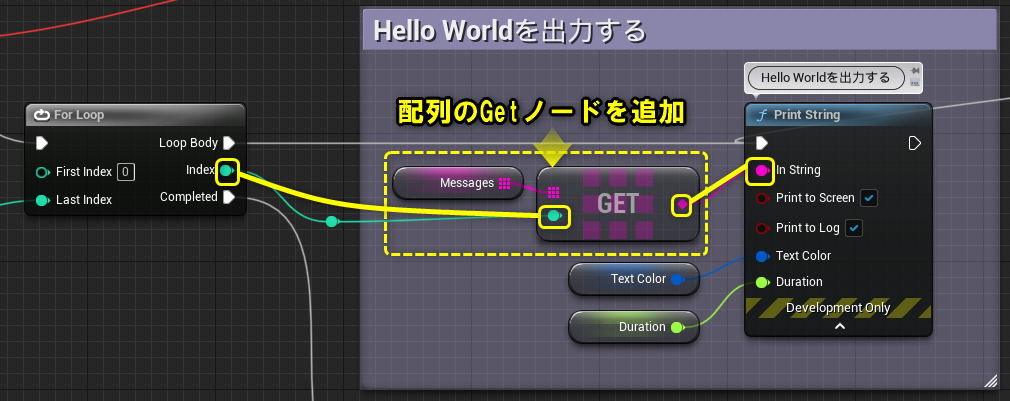 Hello Worldを出力する
Hello Worldを出力する
配列のGetノードを追加
For Loop
Loop Body
First Index 0
Index
Last Index
Completed
Messages
GET
Text Color
Duration
Print String
In String
Print to Screen
Print to Log
Text Color
Duration
Development Only